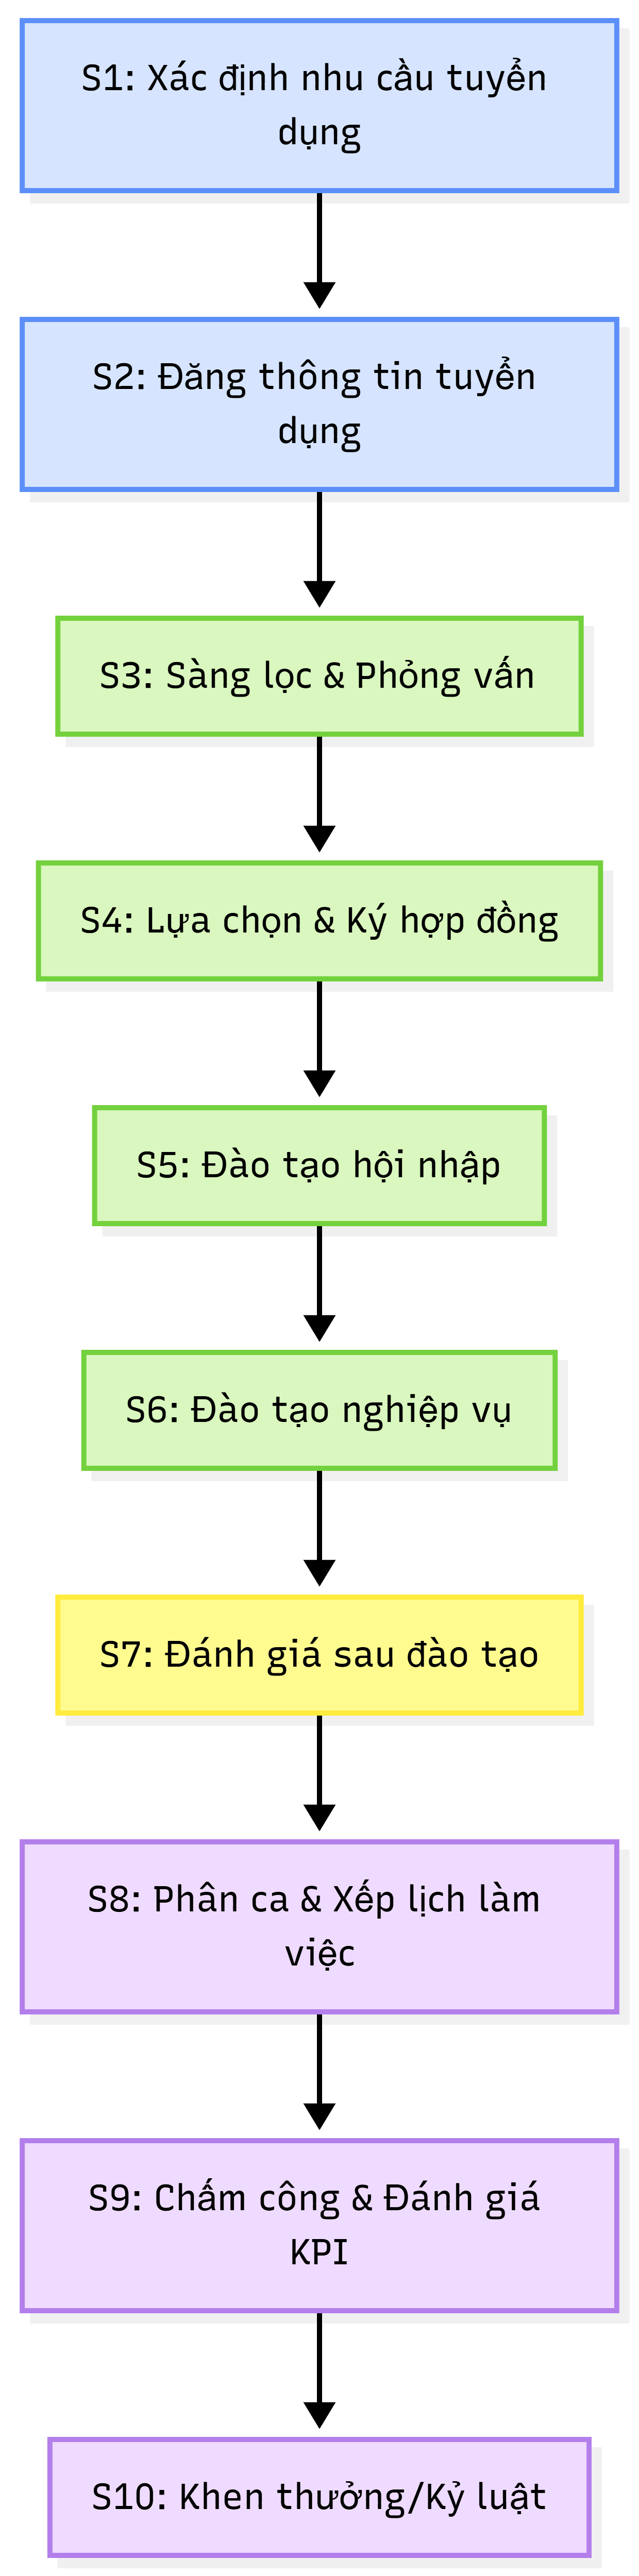 S1: Xác định nhu cầu tuyển
dụng
S2: Đăng thông tin tuyển
dụng
S3: Sàng lọc & Phỏng vấn
S4: Lựa chọn & Ký hợp đồng
S5: Đào tạo hội nhập
S6: Đào tạo nghiệp vụ
S7: Đánh giá sau đào tạo
S8: Phân ca & Xếp lịch làm
việc
S9: Chấm công & Đánh giá
KPI
S10: Khen thưởng/Kỷ luật